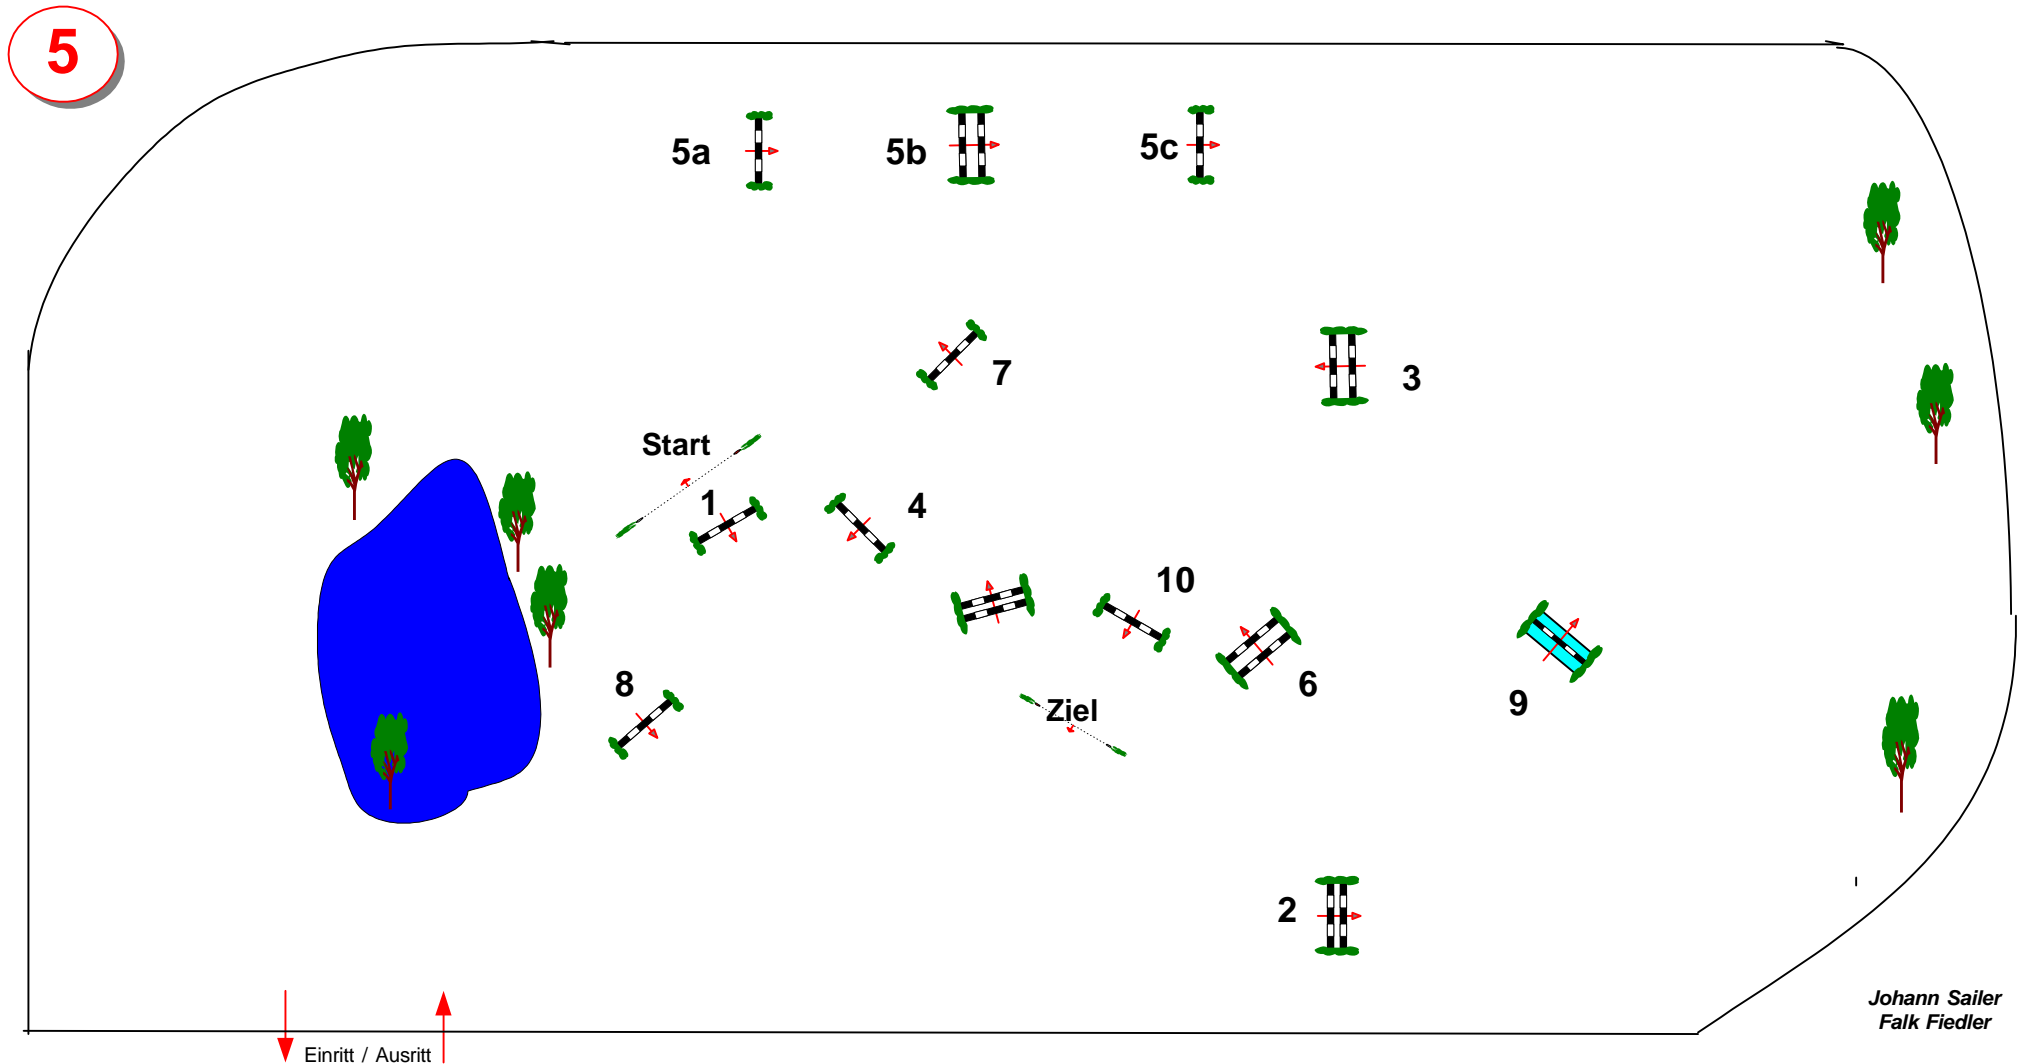 5
5a
5b
5c
7
3
Start
1
4
10
8
6
9
Ziel
2
Johann Sailer
Falk Fiedler
Einritt / Ausritt